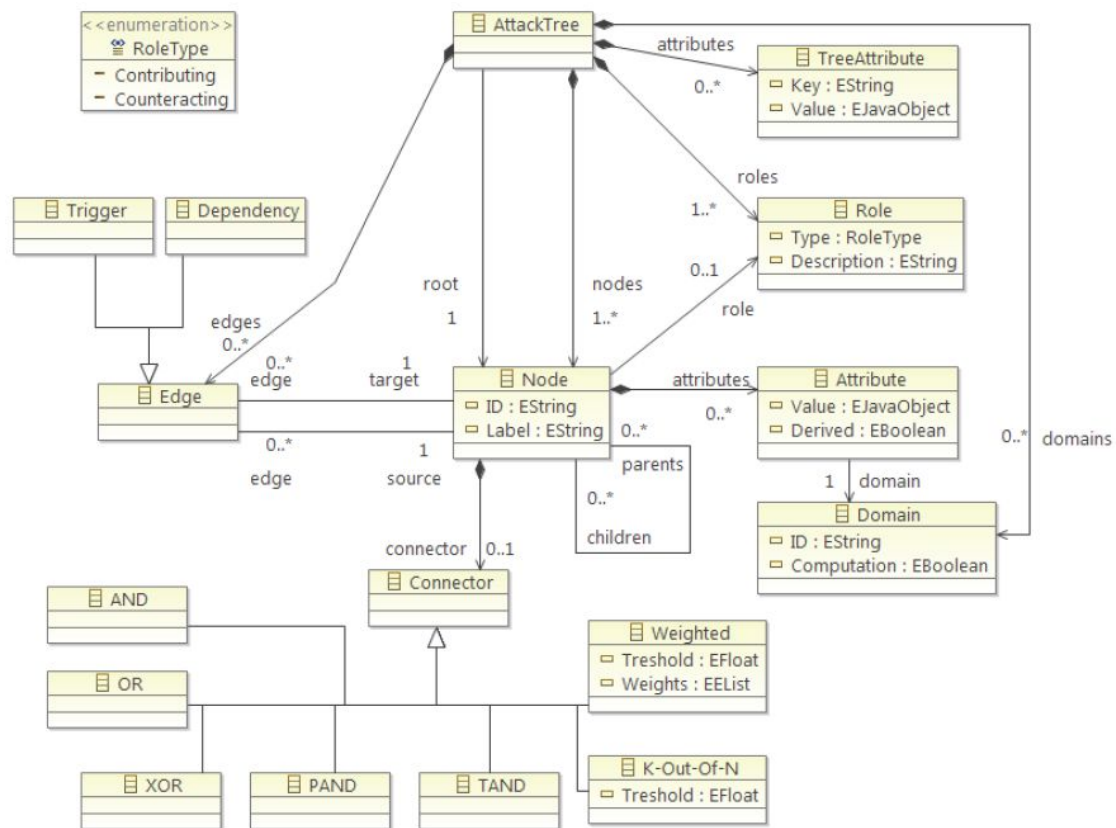 <<enumeration>>
RoleType
Contributing
Counteracting
AttackTree
attributes
0..*
TreeAttribute
Key : EString
Value : EJavaObject
Trigger
Dependency
roles
1..*
Role
Type : RoleType
Description : EString
root
1
nodes
1..*
0..1
role
edges
0..*
0..*
edge
1
target
Edge
0..*
edge
1
source
Node
ID : EString
Label : EString
attributes
0..*
Attribute
Value : EJavaObject
Derived : EBoolean
0..*
parents
0..*
children
0..*
domains
1
domain
Domain
ID : EString
Computation : EBoolean
connector
0..1
Connector
AND
OR
Weighted
Treshold : EFloat
Weights : EEList
XOR
PAND
TAND
K-Out-Of-N
Treshold : EFloat